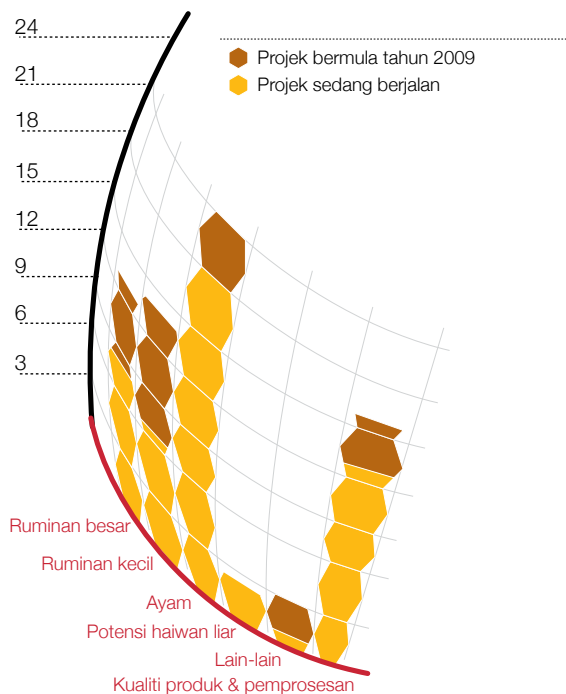 24
21
18
15
12
9
6
3
Projek bermula tahun 2009
Projek sedang berjalan
Ruminan besar
Ruminan kecil
Ayam
Potensi haiwan liar
Lain-lain
Kualiti produk & pemprosesan